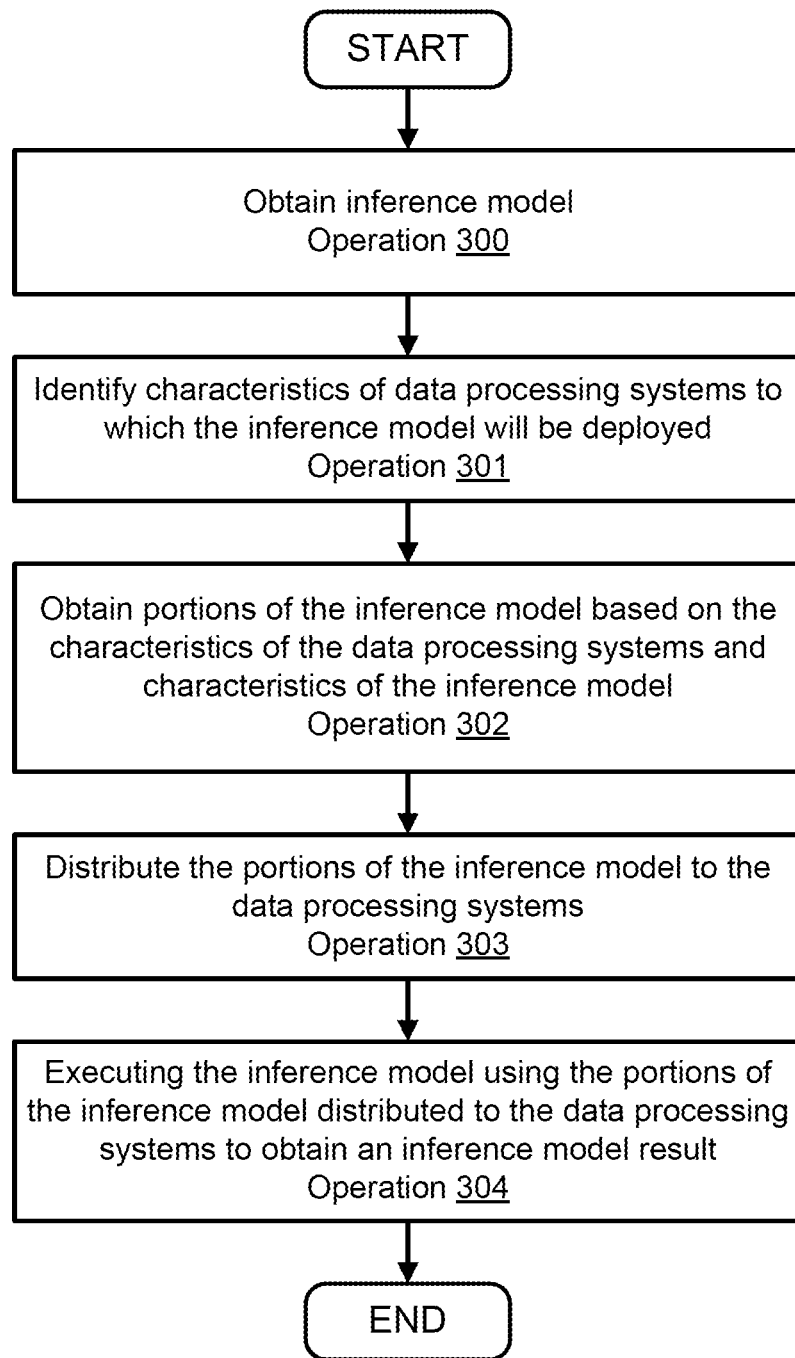 START
Obtain inference model
Operation 300
Identify characteristics of data processing systems to
which the inference model will be deployed
Operation 301
Obtain portions of the inference model based on the
characteristics of the data processing systems and
characteristics of the inference model
Operation 302
Distribute the portions of the inference model to the
data processing systems
Operation 303
Executing the inference model using the portions of
the inference model distributed to the data processing
systems to obtain an inference model result
Operation 304
END